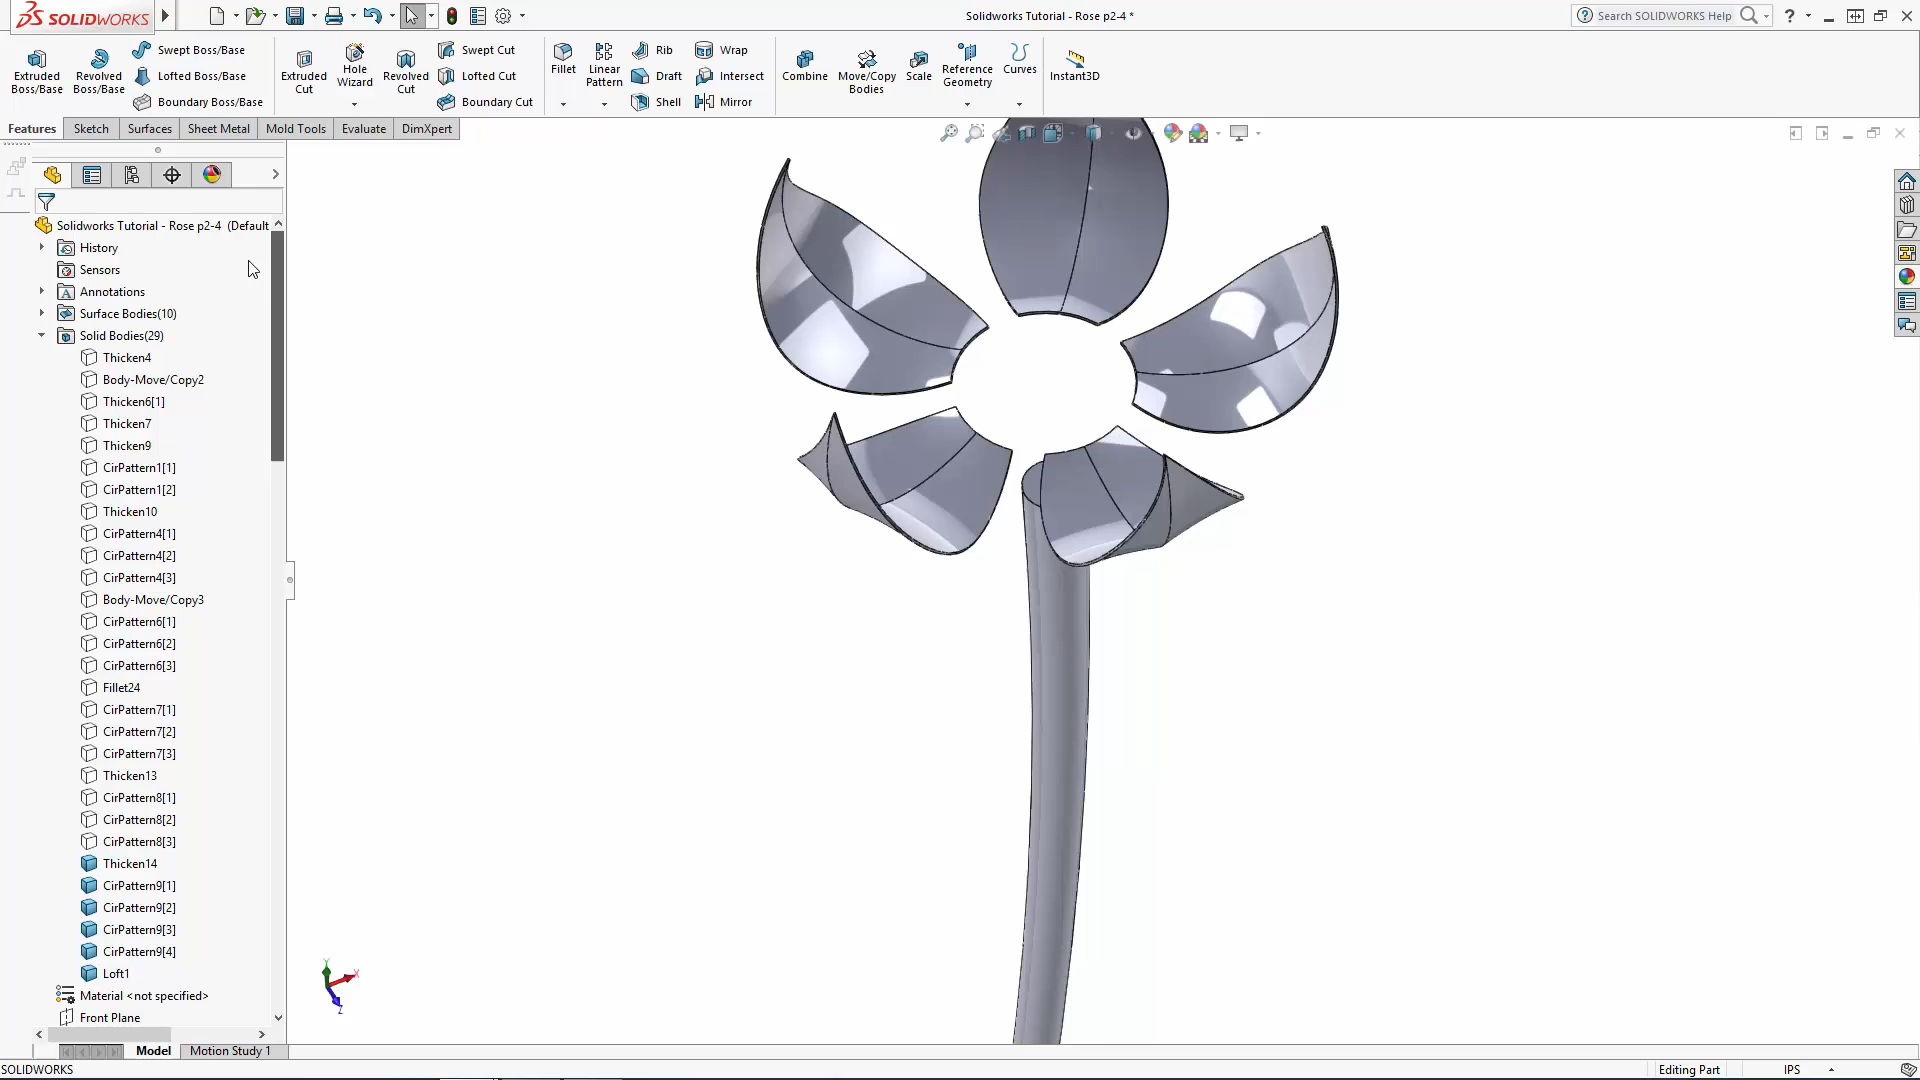 SOLIDWORKS
Solidworks Tutorial - Rose p2-4 *
Search SOLIDWORKS Help
?
Extruded Boss/Base
Revolved Boss/Base
Swept Boss/Base
Lofted Boss/Base
Boundary Boss/Base
Extruded Cut
Hole Wizard
Revolved Cut
Swept Cut
Lofted Cut
Boundary Cut
Fillet
Linear Pattern
Rib
Draft
Shell
Wrap
Intersect
Mirror
Combine
Move/Copy Bodies
Scale
Reference Geometry
Curves
Instant3D
Features
Sketch
Surfaces
Sheet Metal
Mold Tools
Evaluate
DimXpert
Solidworks Tutorial - Rose p2-4 (Default
History
Sensors
Annotations
Surface Bodies(10)
Solid Bodies(29)
Thicken4
Body-Move/Copy2
Thicken6[1]
Thicken7
Thicken9
CirPattern1[1]
CirPattern1[2]
Thicken10
CirPattern4[1]
CirPattern4[2]
CirPattern4[3]
Body-Move/Copy3
CirPattern6[1]
CirPattern6[2]
CirPattern6[3]
Fillet24
CirPattern7[1]
CirPattern7[2]
CirPattern7[3]
Thicken13
CirPattern8[1]
CirPattern8[2]
CirPattern8[3]
Thicken14
CirPattern9[1]
CirPattern9[2]
CirPattern9[3]
CirPattern9[4]
Loft1
Material <not specified>
Front Plane
Y
X
Z
Model
Motion Study 1
SOLIDWORKS
Editing Part
IPS